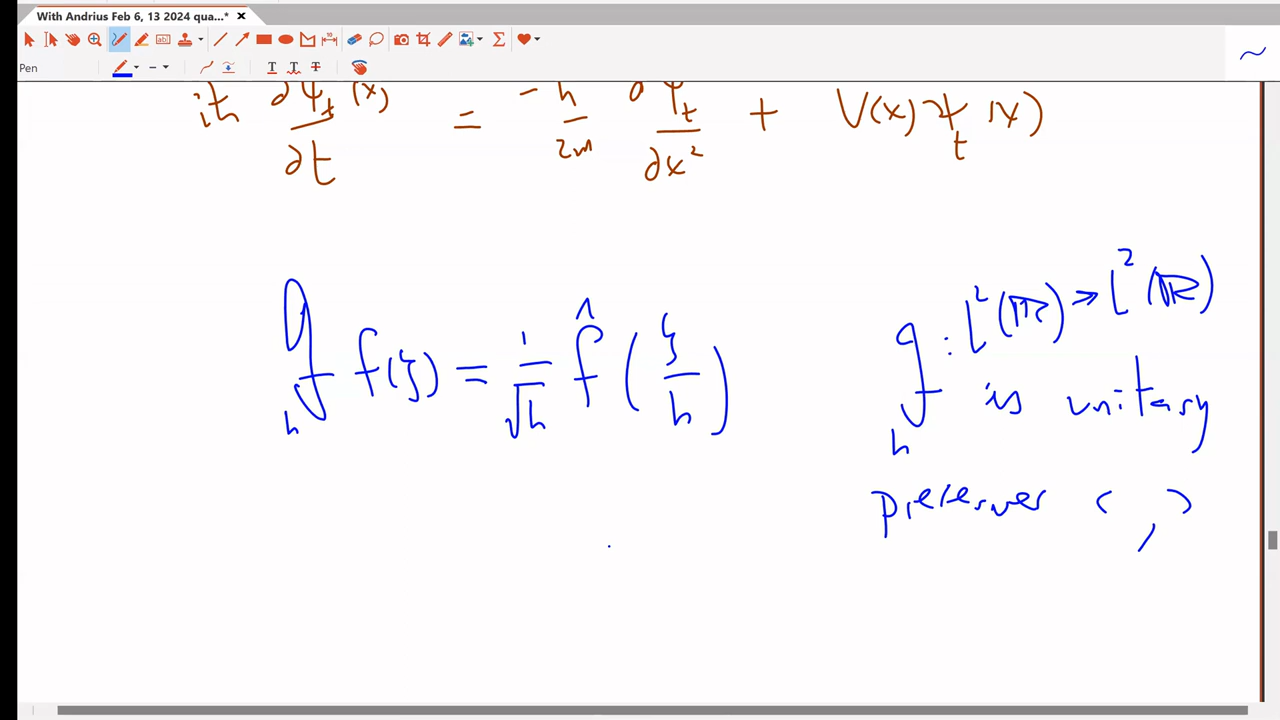 With Andrius Feb 6, 13 2024 qua...* ×
Pen
iħ ∂ψ_t(x)/∂t = -ħ/2m ∂ψ_t/∂x² + V(x)ψ_t(x)
F_h f(ξ) = 1/√h f̂(ξ/h)
F_h : L²(ℝ) → L²(ℝ)
is unitary
preserves ⟨ , ⟩